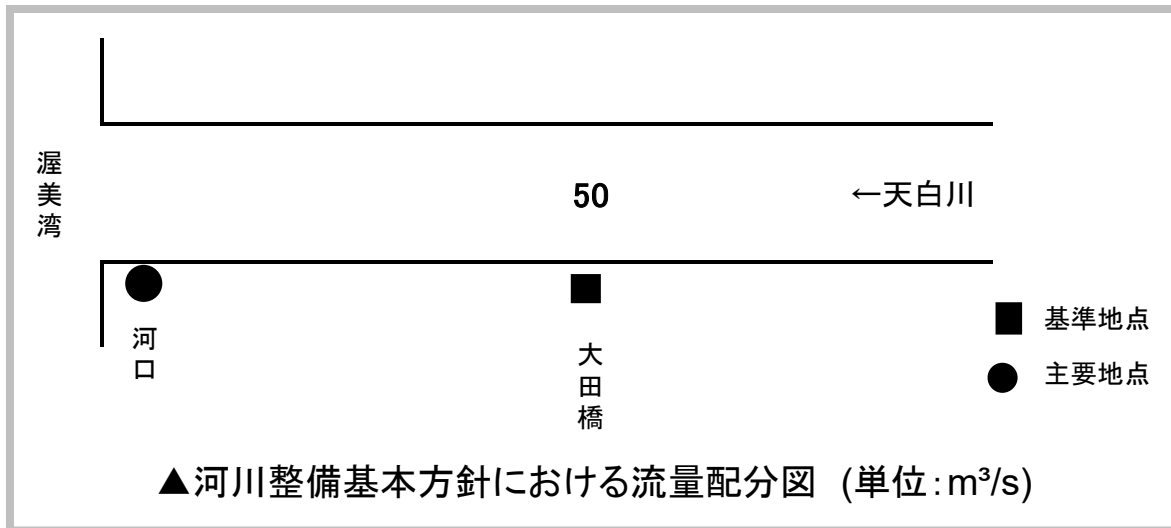 渥美湾
50
←天白川
河口
大田橋
■ 基準地点
● 主要地点
▲河川整備基本方針における流量配分図 (単位:m³/s)